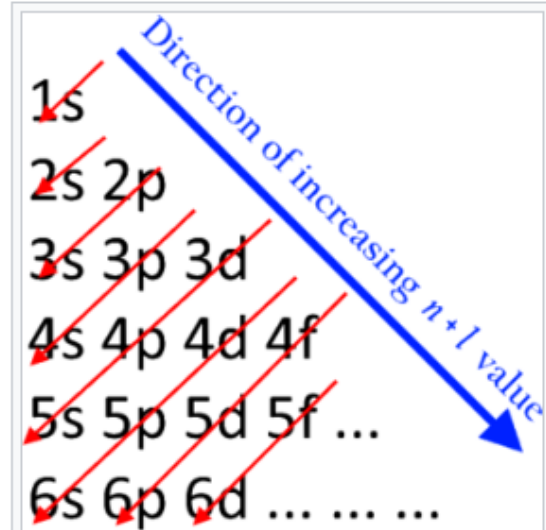 Direction of increasing n + l value
1s
2s 2p
3s 3p 3d
4s 4p 4d 4f
5s 5p 5d 5f ...
6s 6p 6d ... ... ...